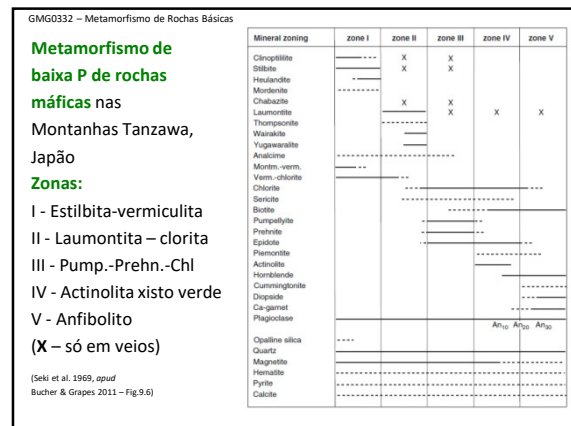 GMG0332 – Metamorfismo de Rochas Básicas
Metamorfismo de
baixa P de rochas
máficas nas
Montanhas Tanzawa,
Japão
Zonas:
I - Estilbita-vermiculita
II - Laumontita – clorita
III - Pump.-Prehn.-Chl
IV - Actinolita xisto verde
V - Anfibolito
(X – só em veios)
(Seki et al. 1969, apud
Bucher & Grapes 2011 – Fig.9.6)
Mineral zoning zone I zone II zone III zone IV zone V
Clinoptililite X X
Stilbite X X
Heulandite
Mordenite
Chabazite X X
Laumontite X X X
Thompsonite
Wairakite
Yugawaralite
Analcime
Montm.-verm.
Verm.-chlorite
Chlorite
Sericite
Biotite
Pumpellyite
Prehnite
Epidote
Piemontite
Actinolite
Hornblende
Cummingtonite
Diopside
Ca-garnet
Plagioclase
An10 An20 An30
Opalline silica
Quartz
Magnetite
Hematite
Pyrite
Calcite